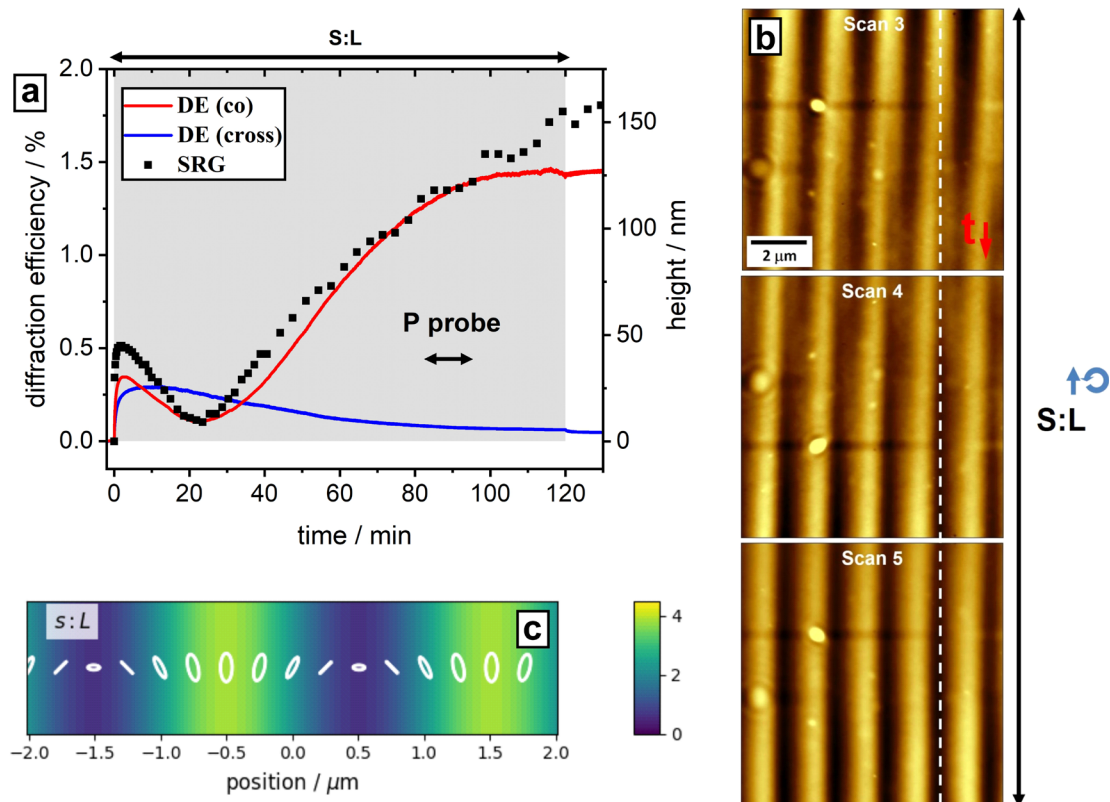 S:L
a
2.0
1.5
1.0
0.5
0.0
DE (co)
DE (cross)
SRG
P probe
150
100
50
0
0 20 40 60 80 100 120
diffraction efficiency / %
height / nm
time / min
b
Scan 3
t
2 μm
Scan 4
Scan 5
S:L
s:L
c
4
2
0
−2.0 −1.5 −1.0 −0.5 0.0 0.5 1.0 1.5 2.0
position / μm